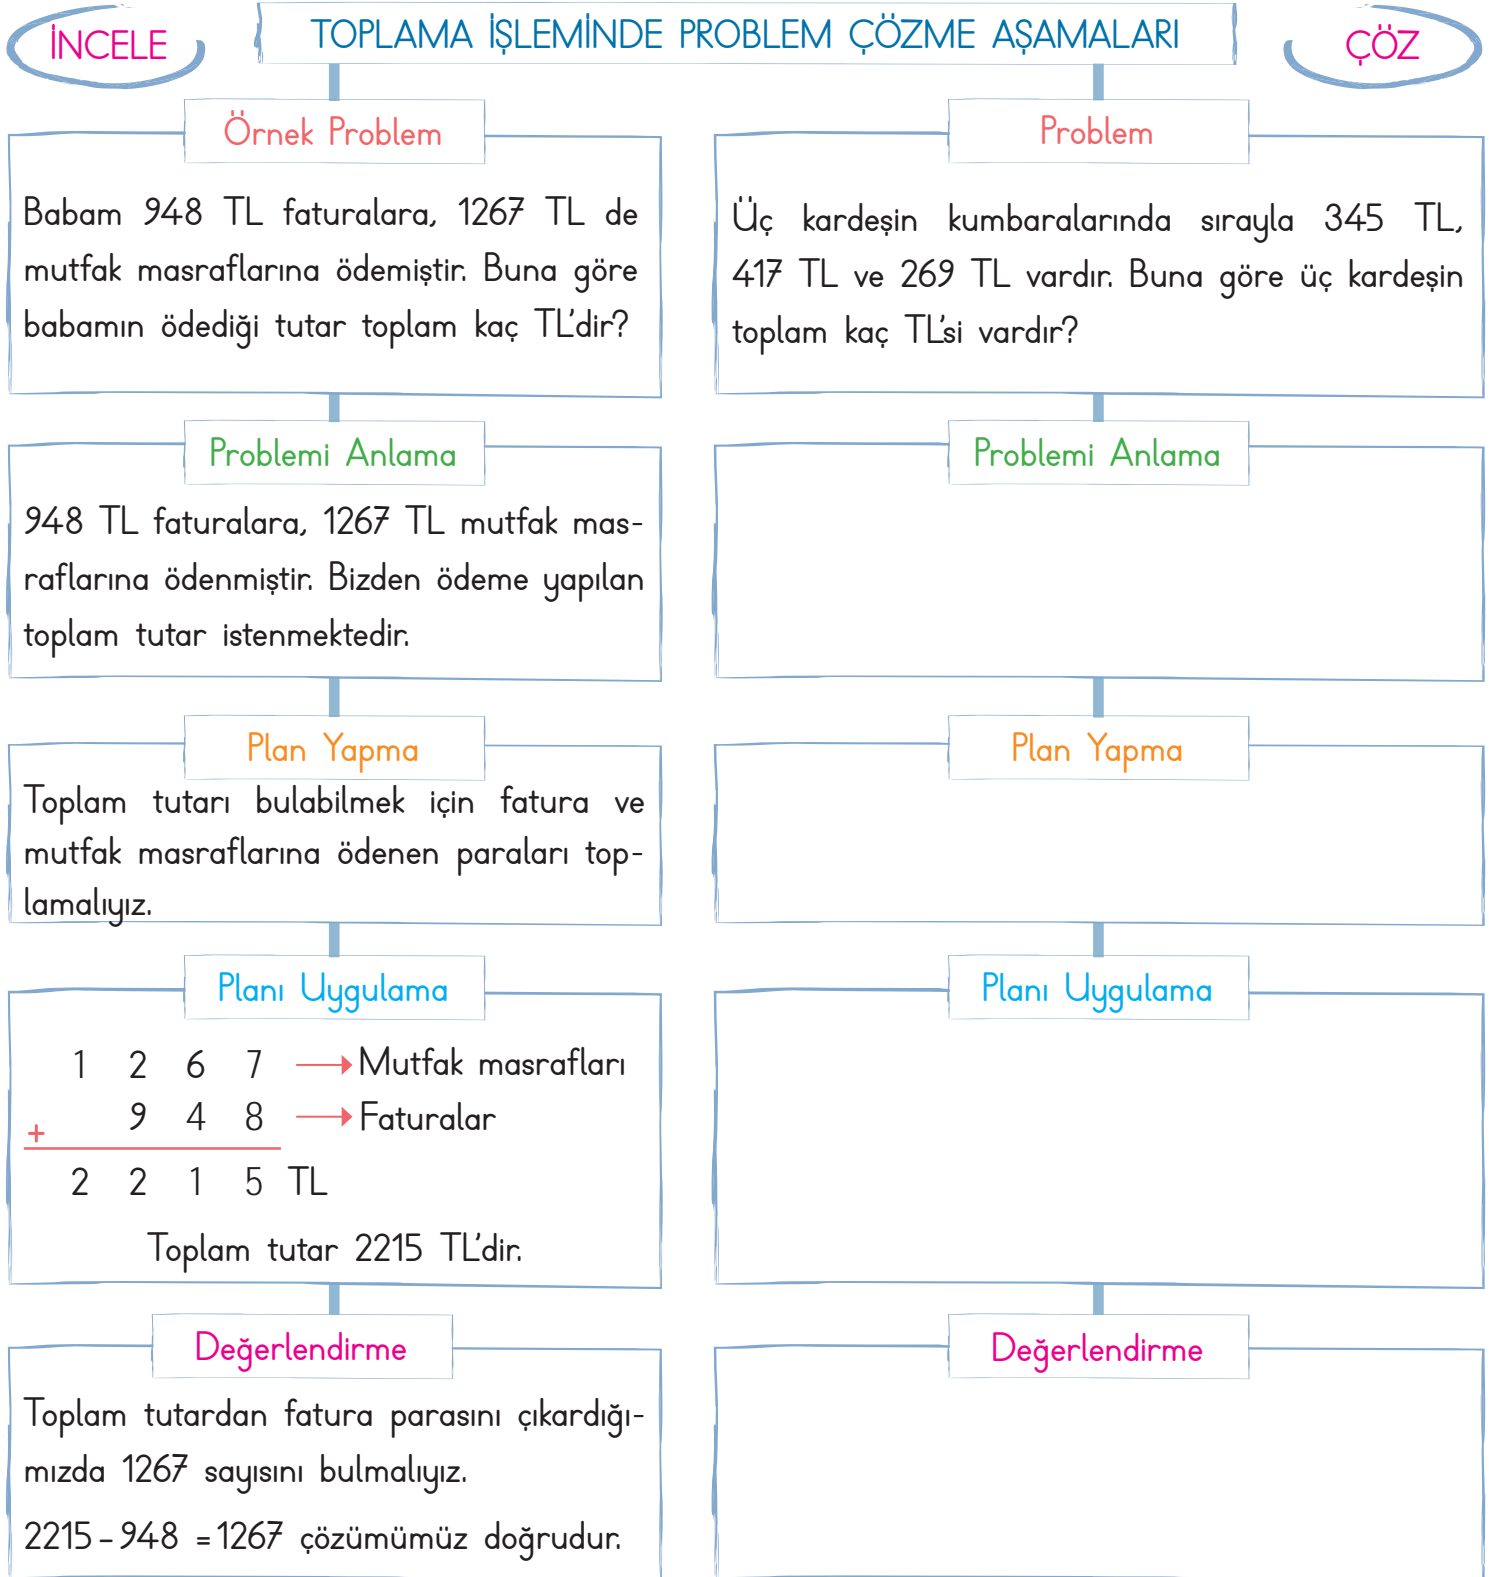 İNCELE
TOPLAMA İŞLEMİNDE PROBLEM ÇÖZME AŞAMALARI
ÇÖZ
Örnek Problem
Babam 948 TL faturalara, 1267 TL de
mutfak masraflarına ödemiştir. Buna göre
babamın ödediği tutar toplam kaç TL'dir?
Problemi Anlama
948 TL faturalara, 1267 TL mutfak mas-
raflarına ödenmiştir. Bizden ödeme yapılan
toplam tutar istenmektedir.
Plan Yapma
Toplam tutarı bulabilmek için fatura ve
mutfak masraflarına ödenen paraları top-
lamalıyız.
Planı Uygulama
1 2 6 7 Mutfak masrafları
+ 9 4 8 Faturalar
2 2 1 5 TL
Toplam tutar 2215 TL'dir.
Değerlendirme
Toplam tutardan fatura parasını çıkardığı-
mızda 1267 sayısını bulmalıyız.
2215 - 948 = 1267 çözümümüz doğrudur.
Problem
Üç kardeşin kumbaralarında sırayla 345 TL,
417 TL ve 269 TL vardır. Buna göre üç kardeşin
toplam kaç TL'si vardır?
Problemi Anlama
Plan Yapma
Planı Uygulama
Değerlendirme